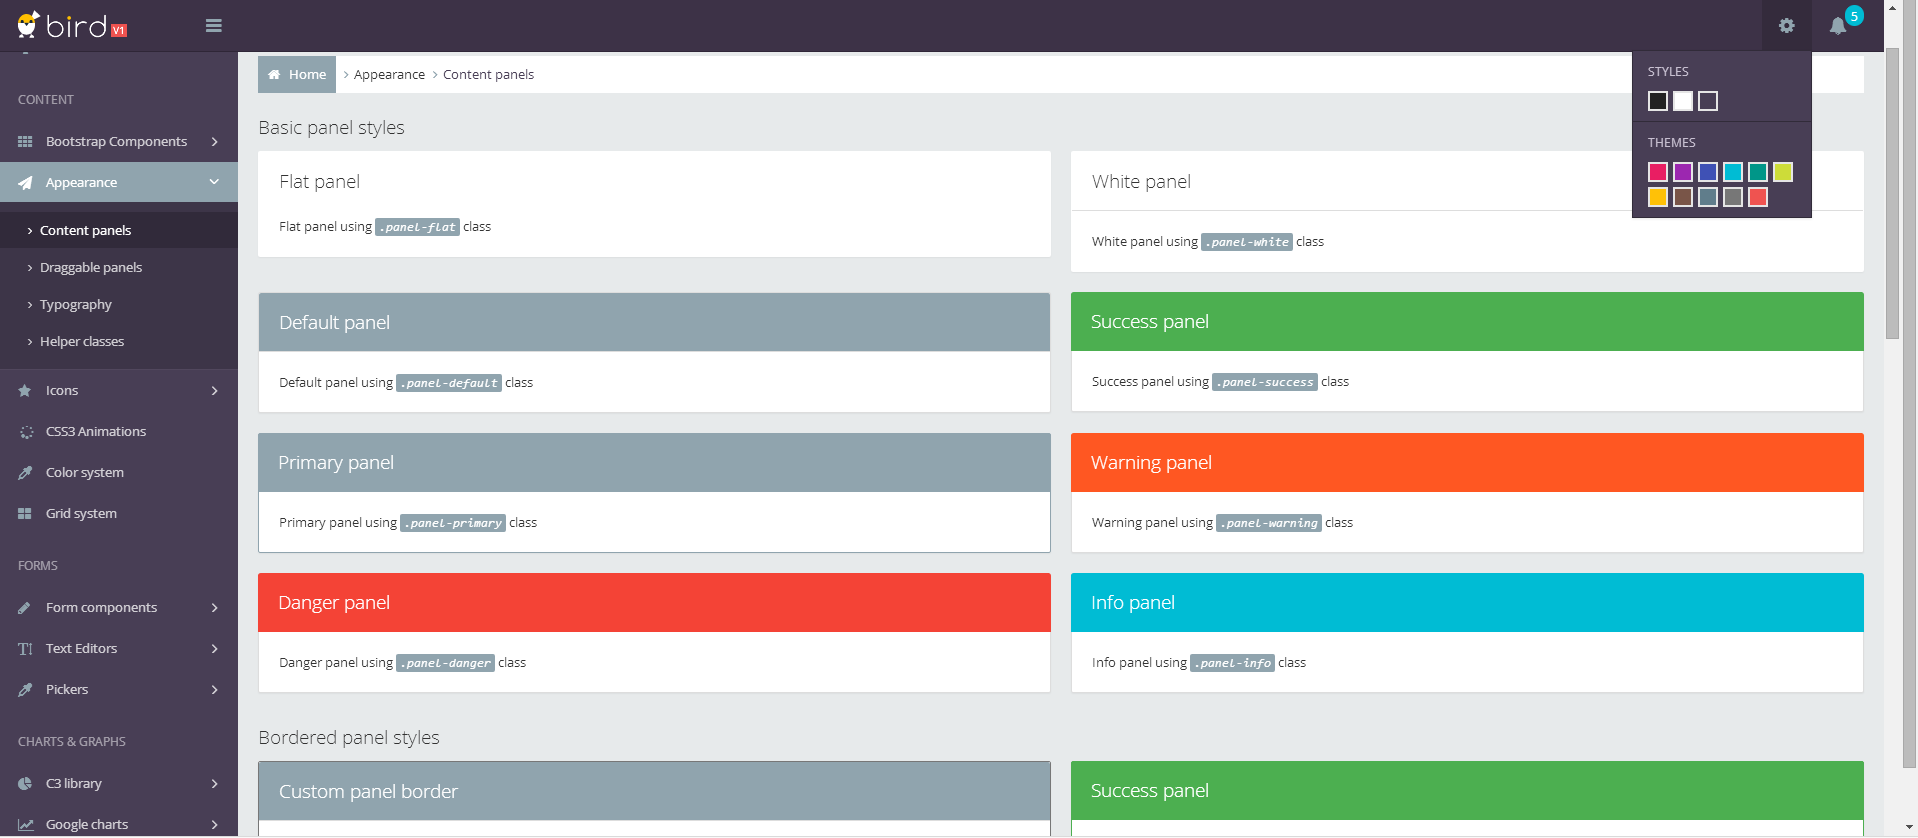 bird V1
5
CONTENT
Bootstrap Components
Appearance
Content panels
Draggable panels
Typography
Helper classes
Icons
CSS3 Animations
Color system
Grid system
FORMS
Form components
Text Editors
Pickers
CHARTS & GRAPHS
C3 library
Google charts
Home > Appearance > Content panels
STYLES
THEMES
Basic panel styles
Flat panel
Flat panel using .panel-flat class
White panel
White panel using .panel-white class
Default panel
Default panel using .panel-default class
Success panel
Success panel using .panel-success class
Primary panel
Primary panel using .panel-primary class
Warning panel
Warning panel using .panel-warning class
Danger panel
Danger panel using .panel-danger class
Info panel
Info panel using .panel-info class
Bordered panel styles
Custom panel border
Success panel